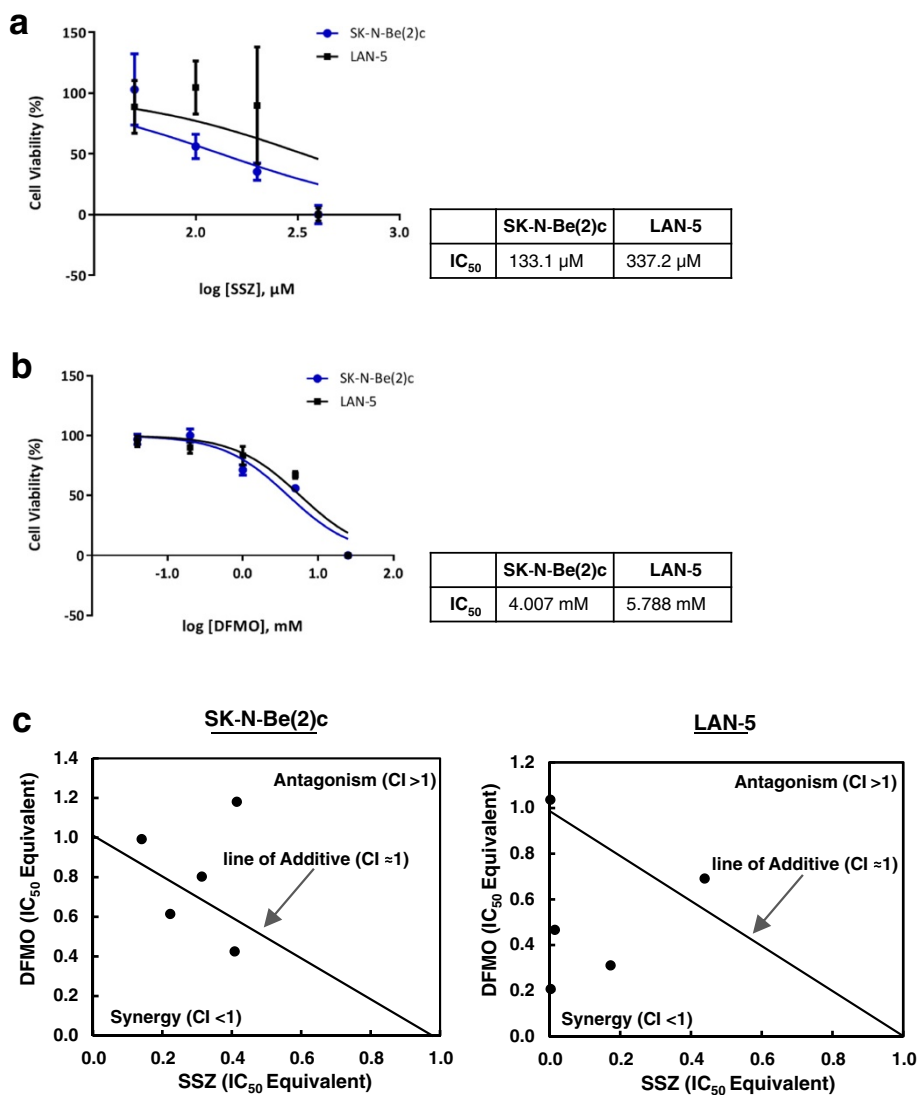 a
150
100
50
0
-50
Cell Viability (%)
2.0 2.5 3.0
log [SSZ], µM
SK-N-Be(2)c
LAN-5
SK-N-Be(2)c LAN-5
IC50 133.1 µM 337.2 µM
b
150
100
50
0
-50
Cell Viability (%)
-1.0 0.0 1.0 2.0
log [DFMO], mM
SK-N-Be(2)c
LAN-5
SK-N-Be(2)c LAN-5
IC50 4.007 mM 5.788 mM
c
SK-N-Be(2)c
1.4
1.2
1.0
0.8
0.6
0.4
0.2
0.0
DFMO (IC50 Equivalent)
Antagonism (CI >1)
line of Additive (CI ≈1)
Synergy (CI <1)
0.0 0.2 0.4 0.6 0.8 1.0
SSZ (IC50 Equivalent)
LAN-5
1.2
1.0
0.8
0.6
0.4
0.2
0.0
DFMO (IC50 Equivalent)
Antagonism (CI >1)
line of Additive (CI ≈1)
Synergy (CI <1)
0.0 0.2 0.4 0.6 0.8 1.0
SSZ (IC50 Equivalent)